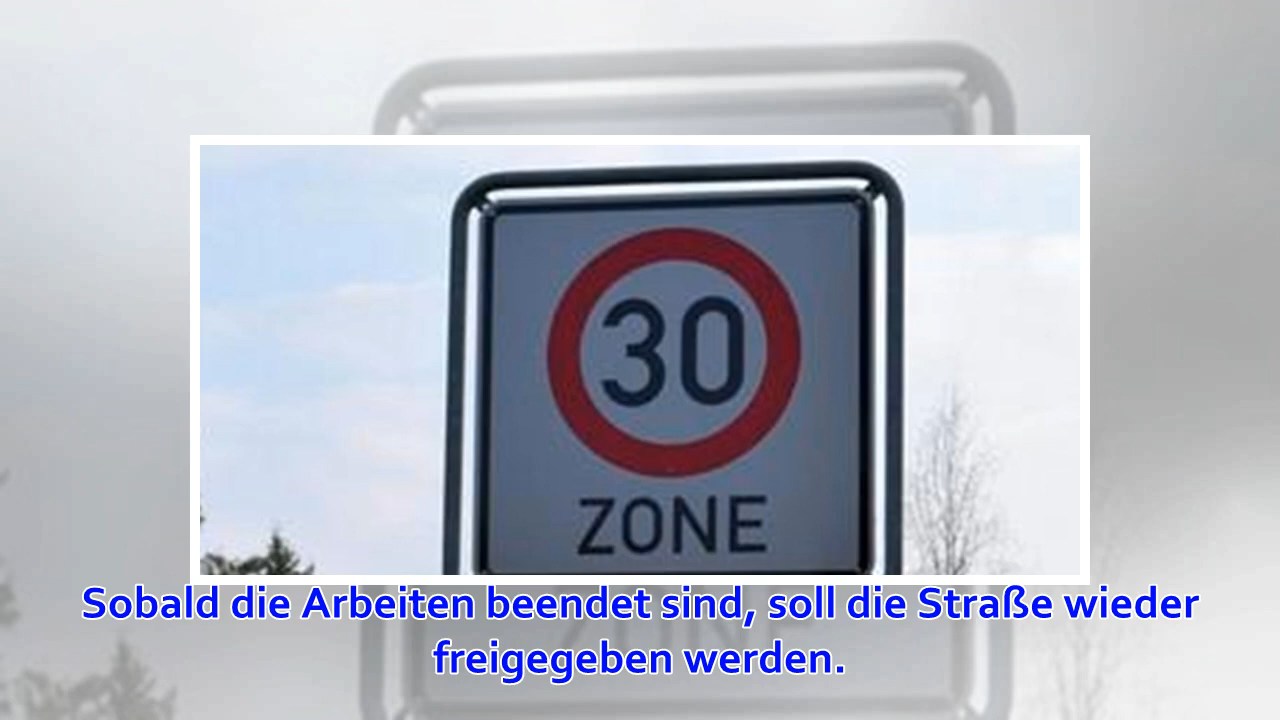 30
ZONE
Sobald die Arbeiten beendet sind, soll die Straße wieder
freigegeben werden.